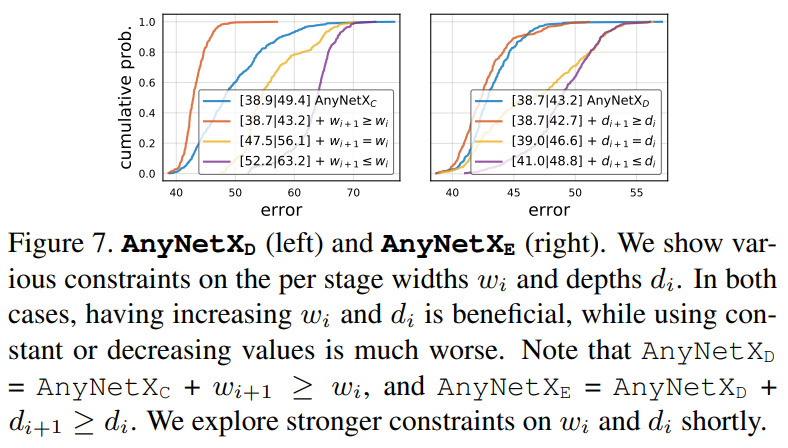 cumulative prob.
1.0
0.8
0.6
0.4
0.2
0.0
[38.9|49.4] AnyNetX_C
[38.7|43.2] + w_{i+1} ≥ w_i
[47.5|56.1] + w_{i+1} = w_i
[52.2|63.2] + w_{i+1} ≤ w_i
40 50 60 70
error
[38.7|43.2] AnyNetX_D
[38.7|42.7] + d_{i+1} ≥ d_i
[39.0|46.6] + d_{i+1} = d_i
[41.0|48.8] + d_{i+1} ≤ d_i
40 45 50 55
error
Figure 7. AnyNetX_D (left) and AnyNetX_E (right). We show var-
ious constraints on the per stage widths w_i and depths d_i. In both
cases, having increasing w_i and d_i is beneficial, while using con-
stant or decreasing values is much worse. Note that AnyNetX_D
= AnyNetX_C + w_{i+1} ≥ w_i, and AnyNetX_E = AnyNetX_D +
d_{i+1} ≥ d_i. We explore stronger constraints on w_i and d_i shortly.